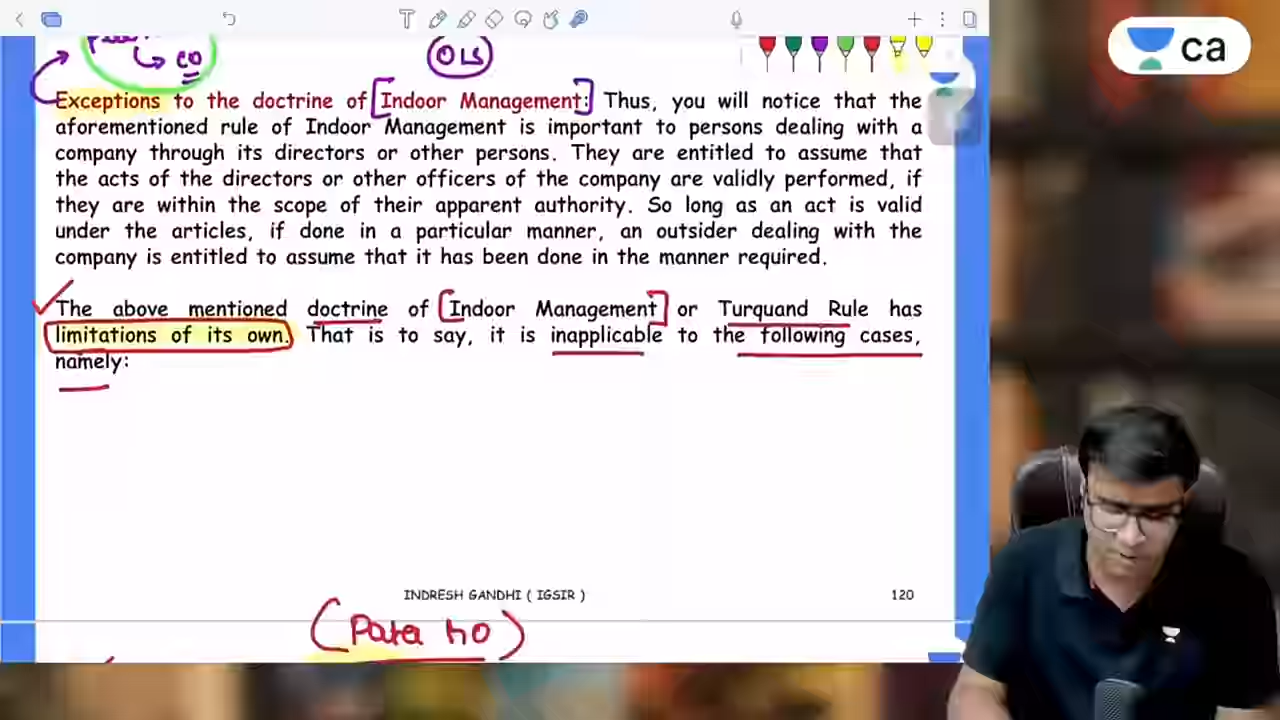 ca
co
OLS
Exceptions to the doctrine of [Indoor Management:] Thus, you will notice that the
aforementioned rule of Indoor Management is important to persons dealing with a
company through its directors or other persons. They are entitled to assume that
the acts of the directors or other officers of the company are validly performed, if
they are within the scope of their apparent authority. So long as an act is valid
under the articles, if done in a particular manner, an outsider dealing with the
company is entitled to assume that it has been done in the manner required.
The above mentioned doctrine of [Indoor Management] or Turquand Rule has
limitations of its own. That is to say, it is inapplicable to the following cases,
namely:
INDRESH GANDHI ( IGSIR ) 120
(Pata ho)